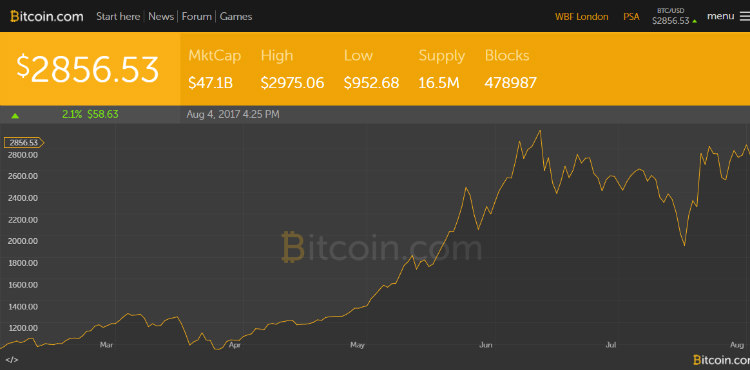 Bitcoin.com Start here News Forum Games WBF London PSA BTC/USD $2856.53 menu
$2856.53
MktCap High Low Supply Blocks
$47.1B $2975.06 $952.68 16.5M 478987
2.1% $58.63 Aug 4, 2017 4:25 PM
2856.53
2800.00
2600.00
2400.00
2200.00
2000.00
1800.00
1600.00
1400.00
1200.00
Bitcoin.com
Mar Apr May Jun Jul Aug
</> Bitcoin.com